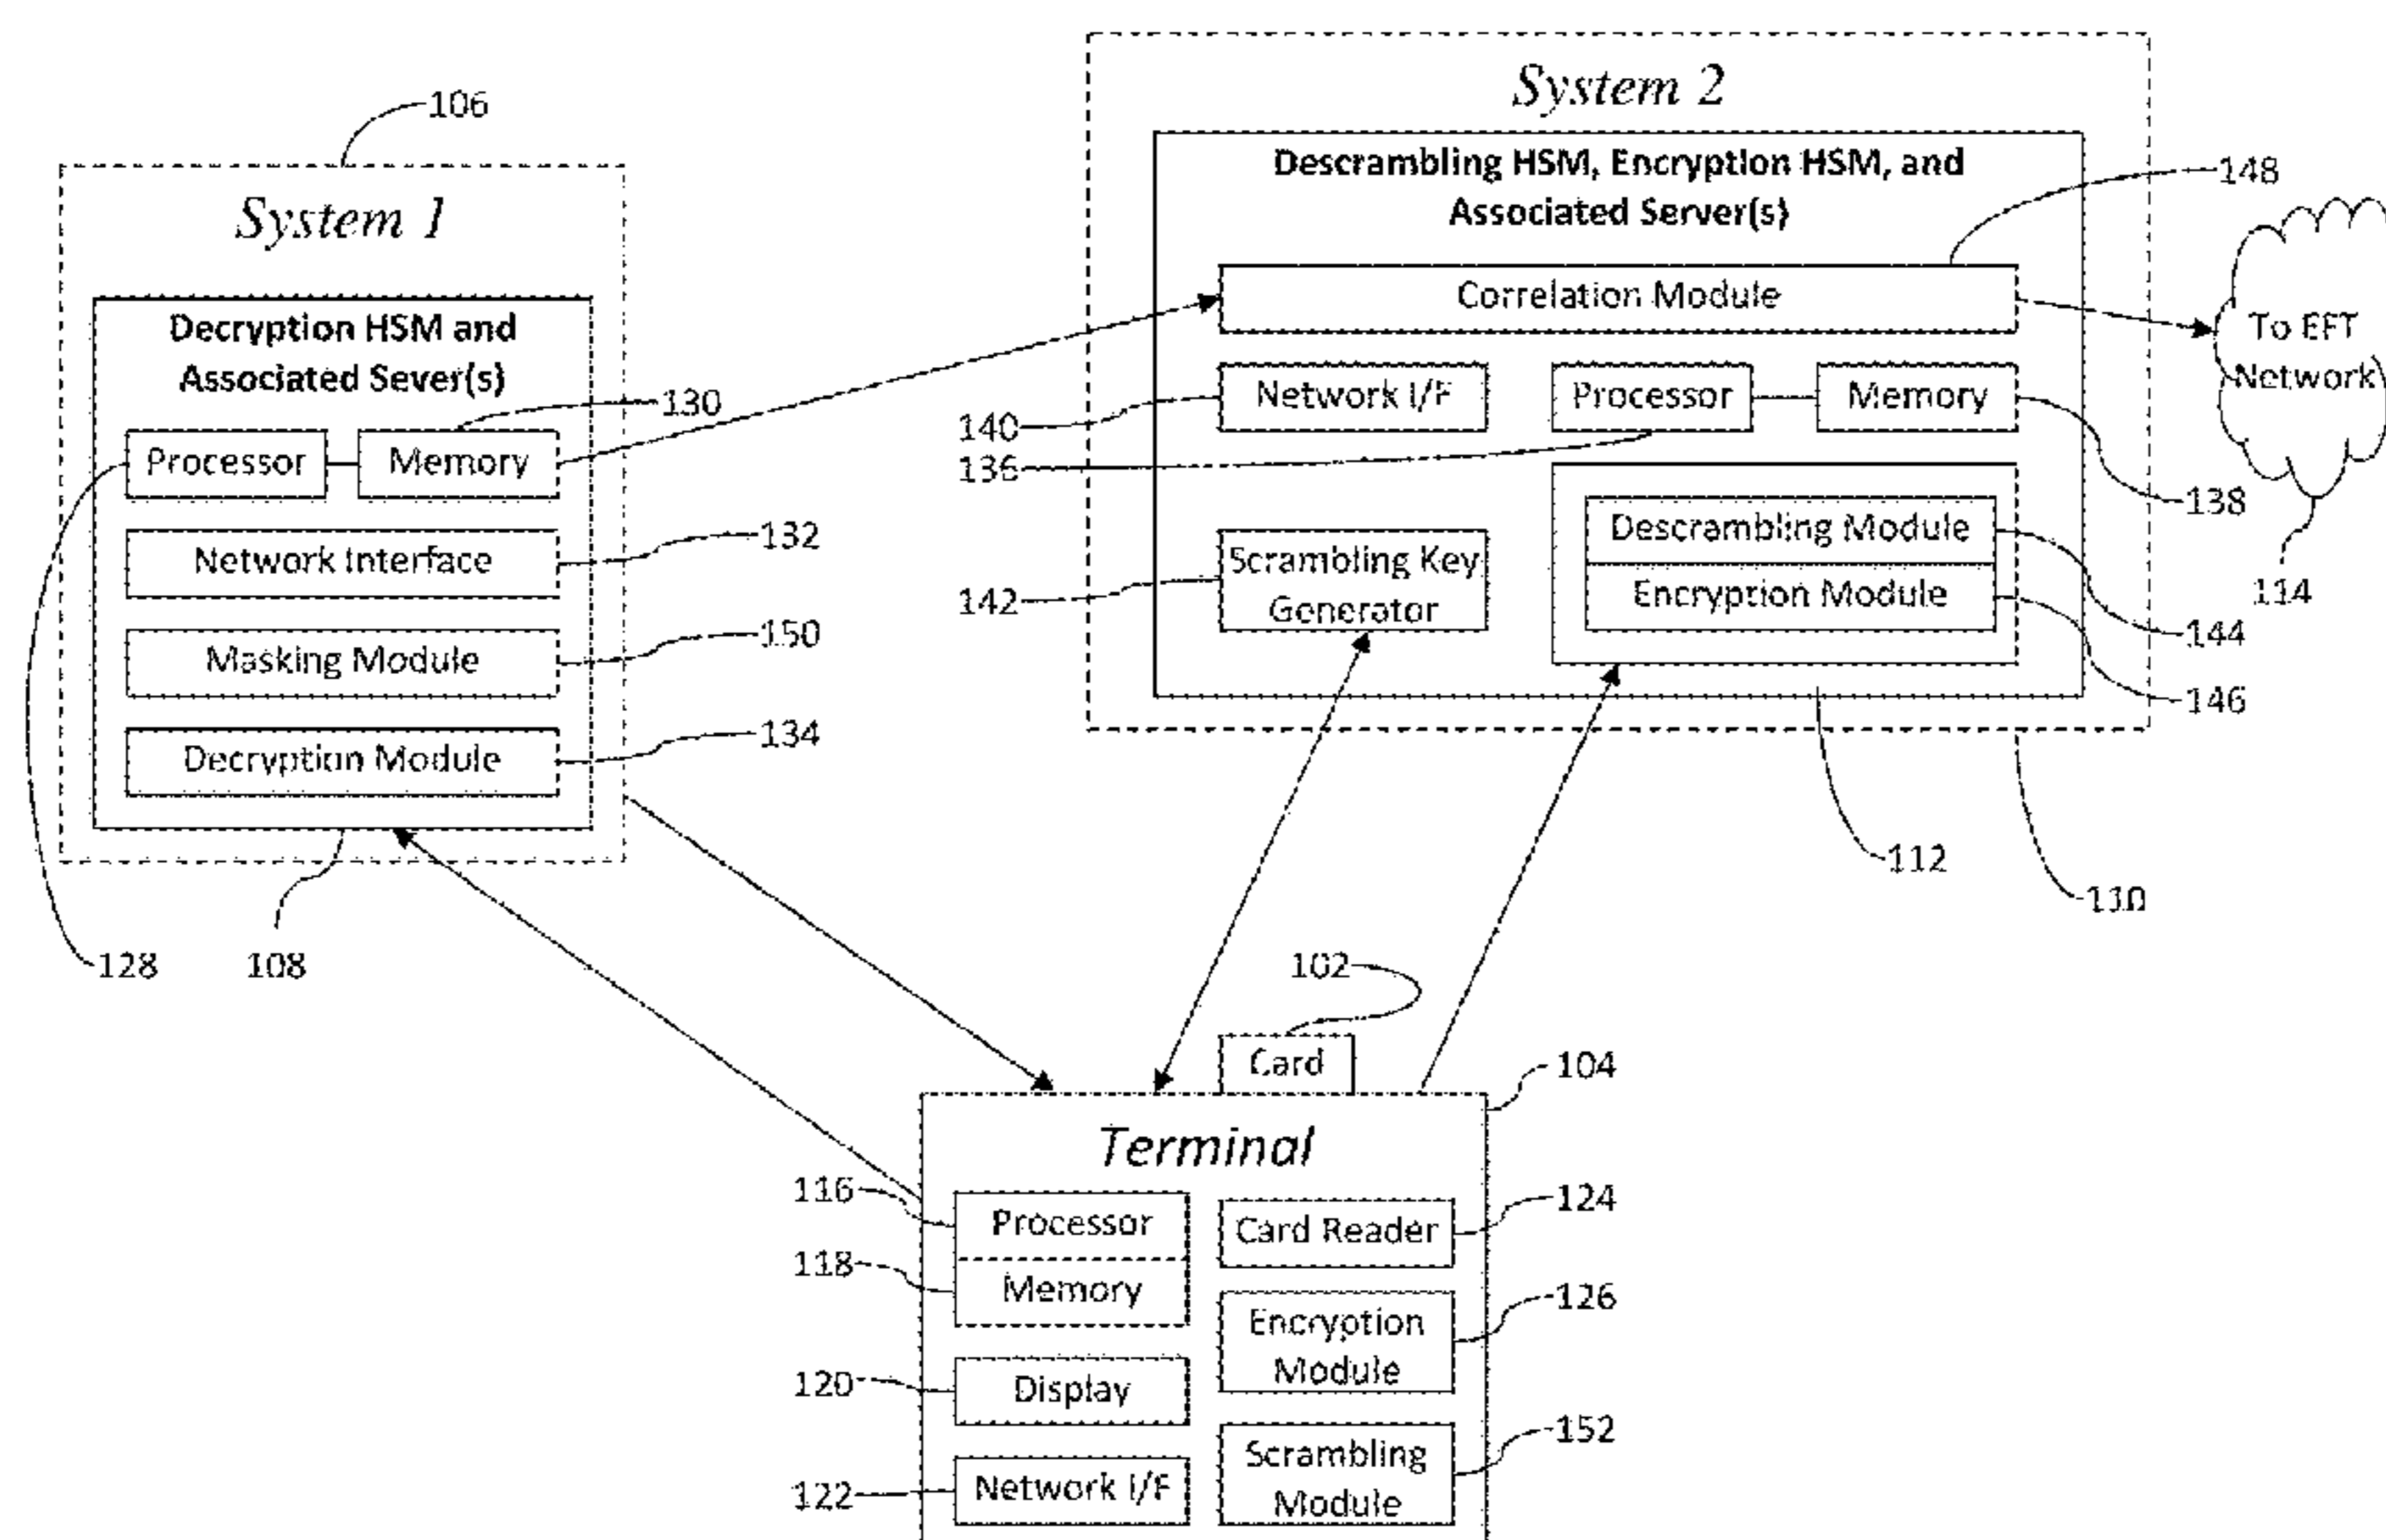 106
System 1
Decryption HSM and
Associated Sever(s)
130
Processor
Memory
Network Interface
132
Masking Module
150
Decryption Module
134
128
108
System 2
Descrambling HSM, Encryption HSM, and
Associated Server(s)
148
Correlation Module
To EFT
Network
114
140
Network I/F
Processor
Memory
136
138
142
Scrambling Key
Generator
Descrambling Module
Encryption Module
144
146
112
110
102
Card
104
Terminal
116
Processor
118
Memory
120
Display
122
Network I/F
Card Reader
124
Encryption
Module
126
Scrambling
Module
152